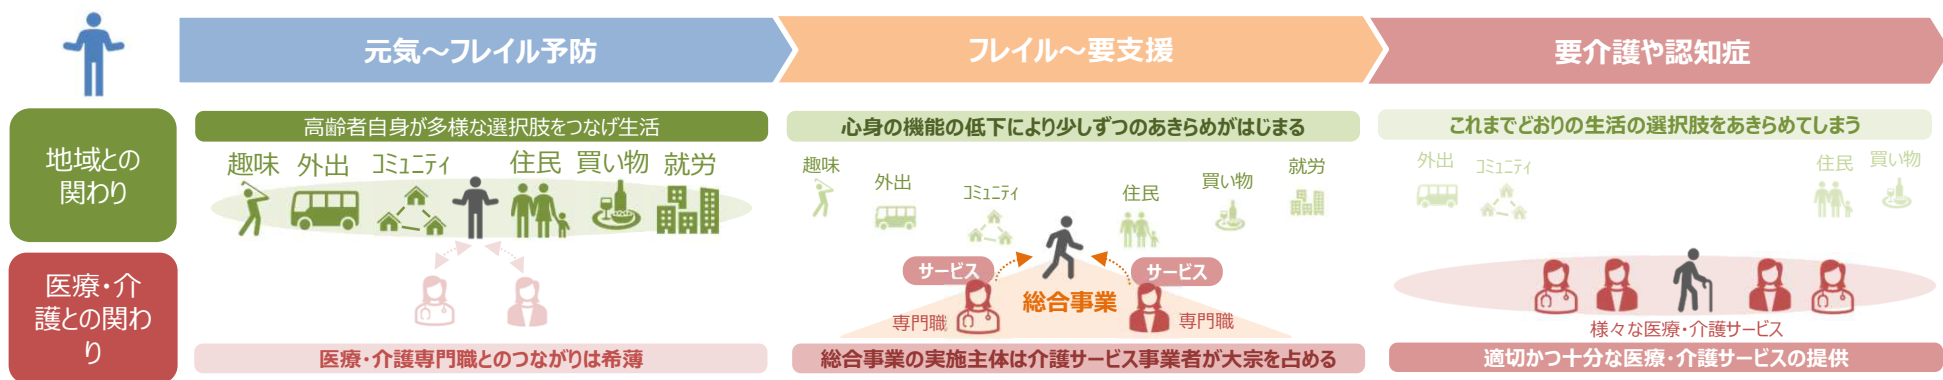 元気～フレイル予防
フレイル～要支援
要介護や認知症
地域との
関わり
高齢者自身が多様な選択肢をつなげ生活
趣味
外出
コミュニティ
住民
買い物
就労
心身の機能の低下により少しずつのあきらめがはじまる
趣味
外出
コミュニティ
住民
買い物
就労
これまでどおりの生活の選択肢をあきらめてしまう
外出
コミュニティ
住民
買い物
医療・介
護との関わ
り
医療・介護専門職とのつながりは希薄
サービス
サービス
総合事業
専門職
専門職
総合事業の実施主体は介護サービス事業者が大宗を占める
様々な医療・介護サービス
適切かつ十分な医療・介護サービスの提供